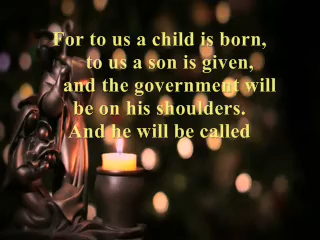 For to us a child is born,
to us a son is given,
and the government will
be on his shoulders.
And he will be called